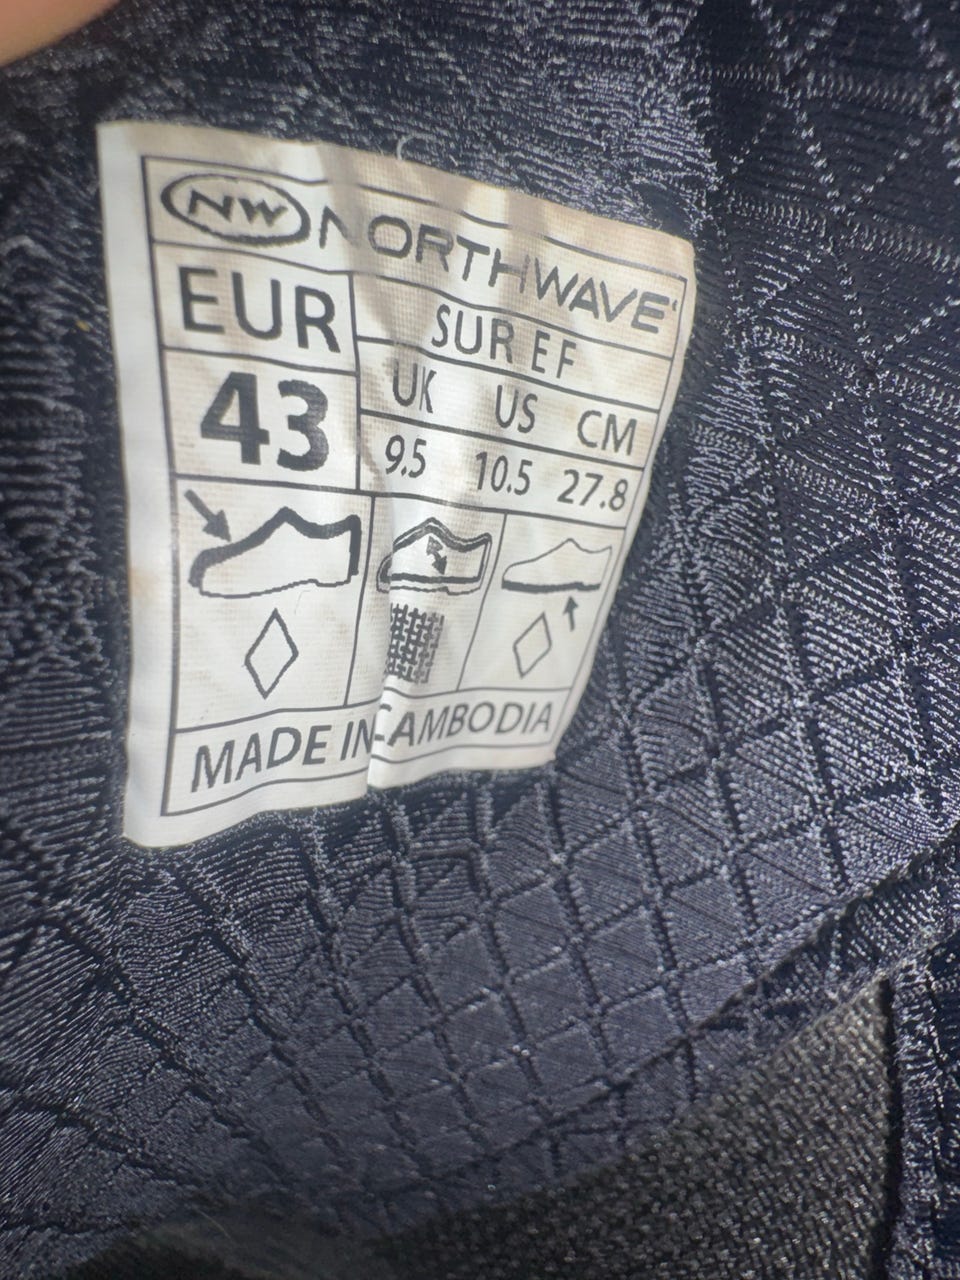 NW NORTHWAVE
EUR
SUR EF
43
UK US CM
9.5 10.5 27.8
MADE IN CAMBODIA